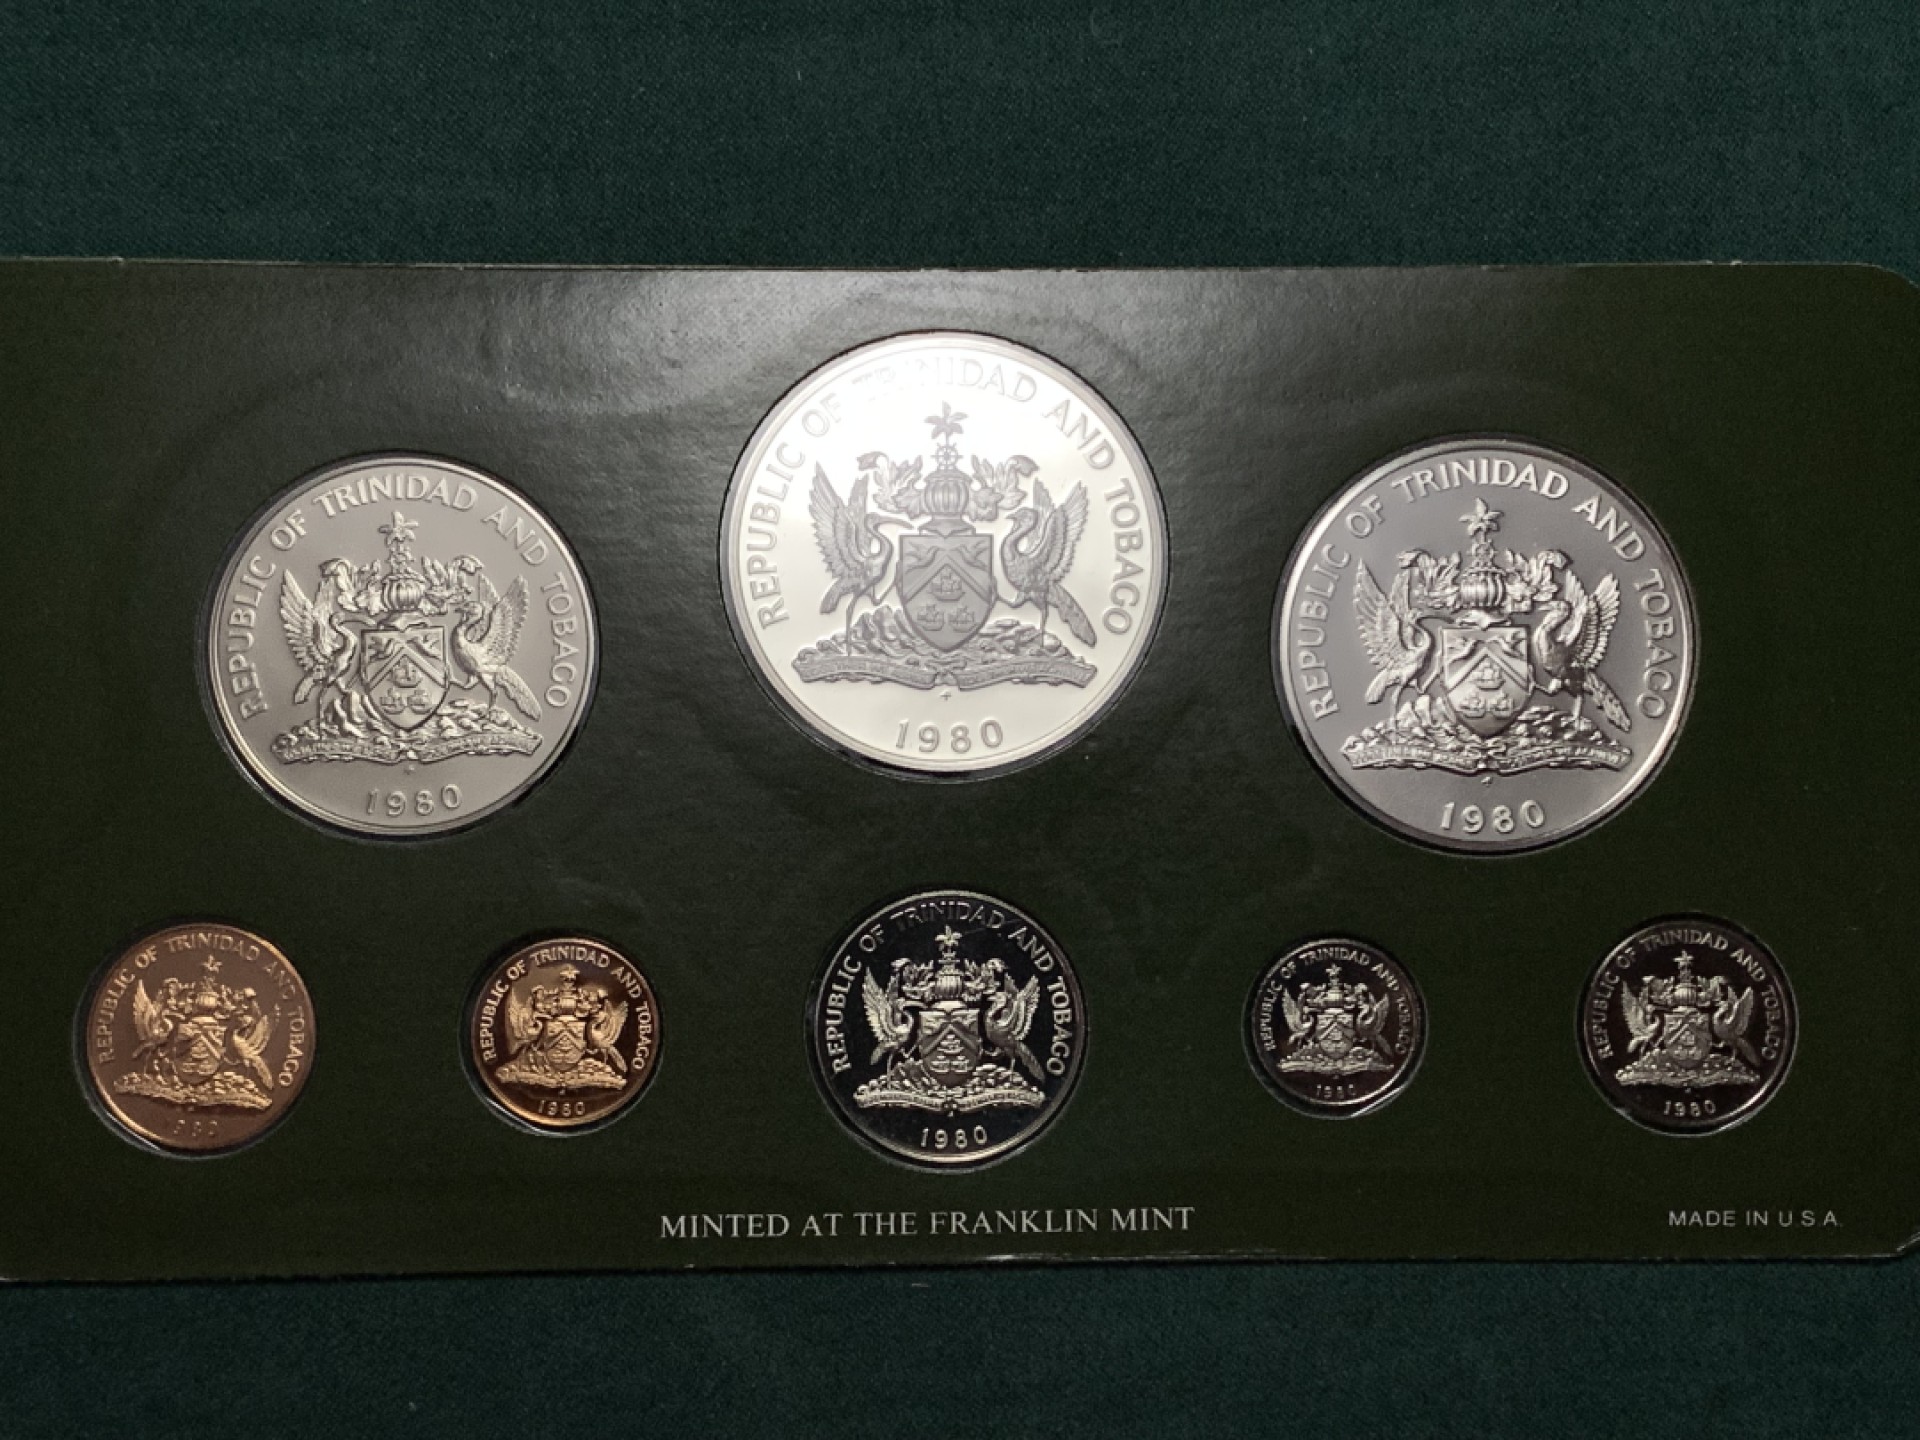 REPUBLIC OF TRINIDAD AND TOBAGO
1980
REPUBLIC OF TRINIDAD AND TOBAGO
1980
REPUBLIC OF TRINIDAD AND TOBAGO
1980
REPUBLIC OF TRINIDAD AND TOBAGO
1980
REPUBLIC OF TRINIDAD AND TOBAGO
1980
REPUBLIC OF TRINIDAD AND TOBAGO
1980
REPUBLIC OF TRINIDAD AND TOBAGO
1980
REPUBLIC OF TRINIDAD AND TOBAGO
1980
MINTED AT THE FRANKLIN MINT
MADE IN U.S.A.